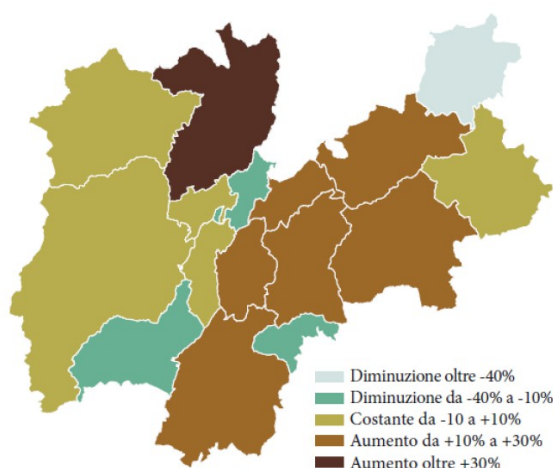 Diminuzione oltre -40%
Diminuzione da -40% a -10%
Costante da -10 a +10%
Aumento da +10% a +30%
Aumento oltre +30%